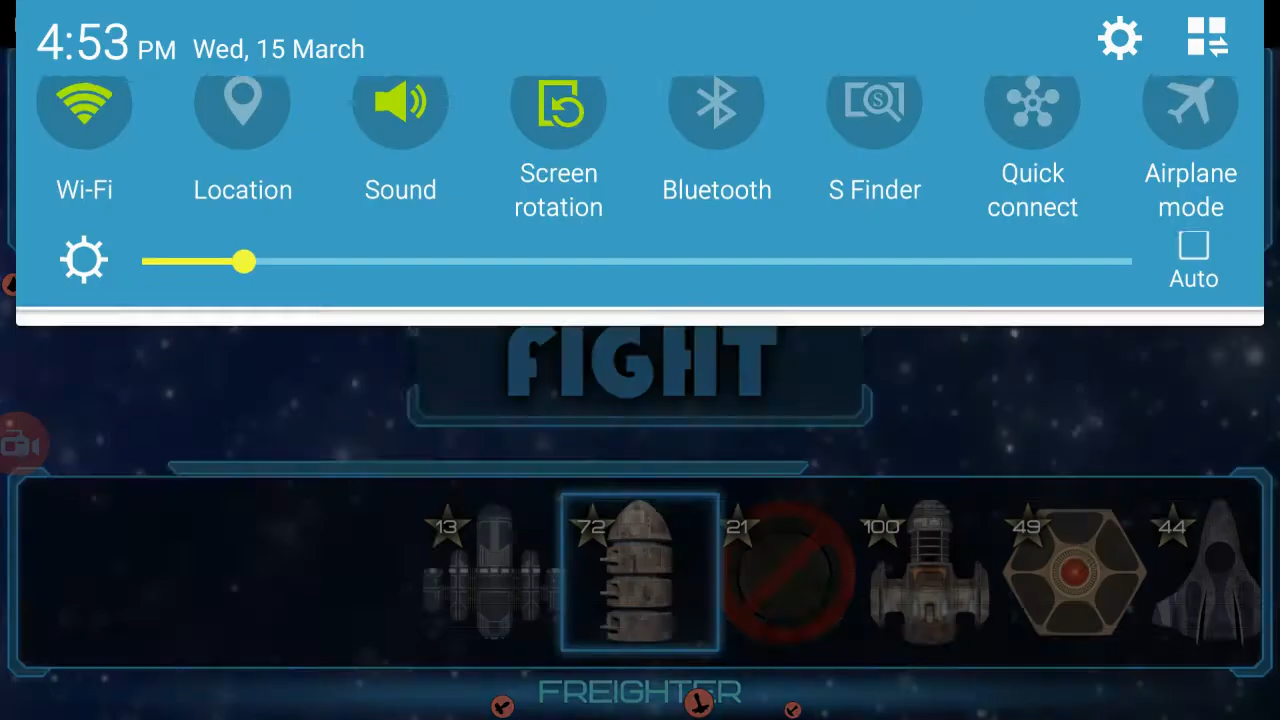 4:53 PM Wed, 15 March
Wi-Fi
Location
Sound
Screen rotation
Bluetooth
S Finder
Quick connect
Airplane mode
Auto
FIGHT
13
72
21
100
49
44
FREIGHTER